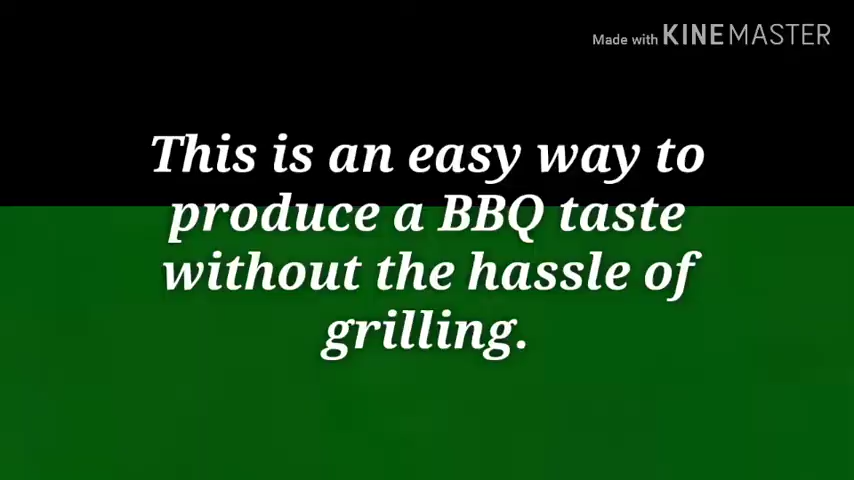 Made with KINEMASTER
This is an easy way to
produce a BBQ taste
without the hassle of
grilling.